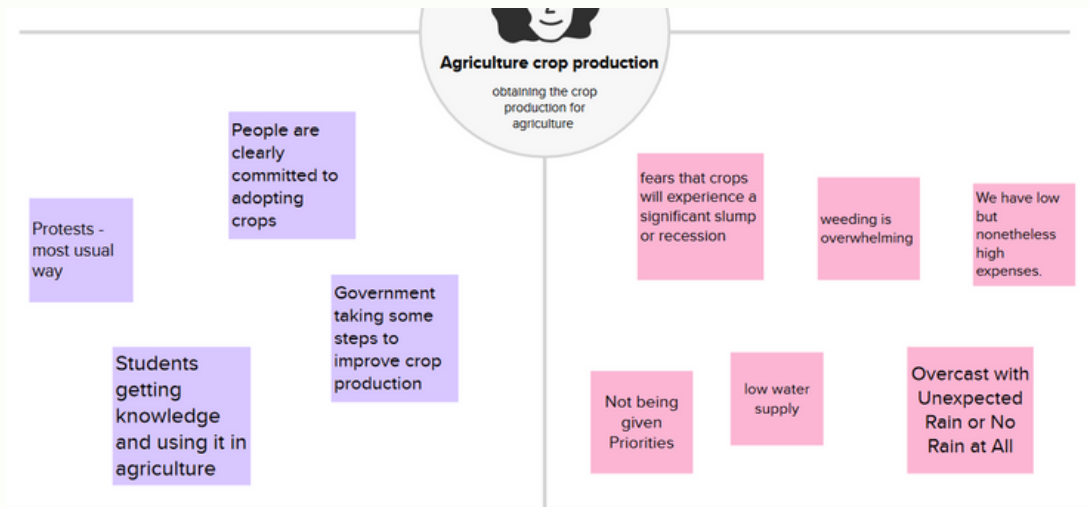 Agriculture crop production
obtaining the crop
production for
agriculture
People are
clearly
committed to
adopting
crops
Protests -
most usual
way
Government
taking some
steps to
improve crop
production
Students
getting
knowledge
and using it in
agriculture
fears that crops
will experience a
significant slump
or recession
weeding is
overwhelming
We have low
but
nonetheless
high
expenses.
Not being
given
Priorities
low water
supply
Overcast with
Unexpected
Rain or No
Rain at All